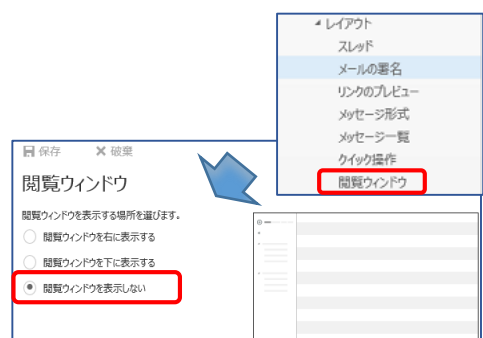 レイアウト
スレッド
メールの署名
リンクのプレビュー
メッセージ形式
メッセージ一覧
クイック操作
閲覧ウィンドウ
保存 破棄
閲覧ウィンドウ
閲覧ウィンドウを表示する場所を選びます。
閲覧ウィンドウを右に表示する
閲覧ウィンドウを下に表示する
閲覧ウィンドウを表示しない